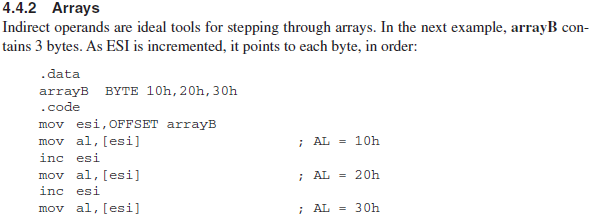 4.4.2 Arrays
Indirect operands are ideal tools for stepping through arrays. In the next example, arrayB con-
tains 3 bytes. As ESI is incremented, it points to each byte, in order:
.data
arrayB BYTE 10h,20h,30h
.code
mov esi,OFFSET arrayB
mov al,[esi] ; AL = 10h
inc esi
mov al,[esi] ; AL = 20h
inc esi
mov al,[esi] ; AL = 30h